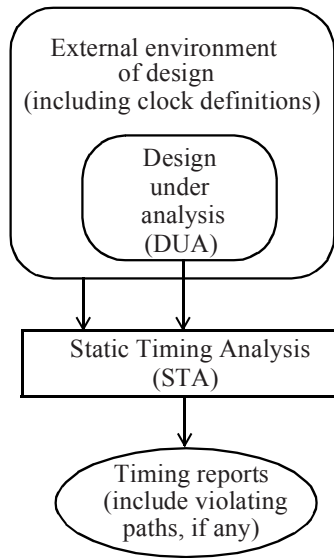 External environment
of design
(including clock definitions)
Design
under
analysis
(DUA)
Static Timing Analysis
(STA)
Timing reports
(include violating
paths, if any)